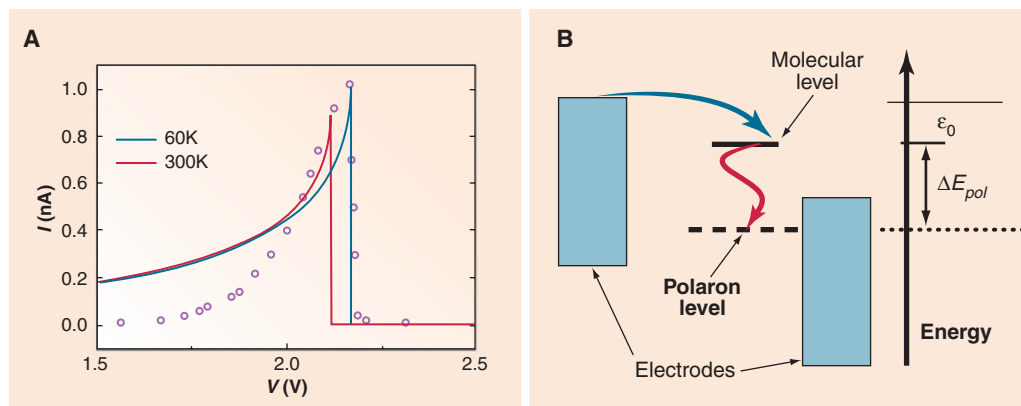 A
I (nA)
1.0
0.8
0.6
0.4
0.2
0.0
60K
300K
1.5
2.0
2.5
V (V)
B
Molecular
level
Polaron
level
Electrodes
ε0
ΔEpol
Energy